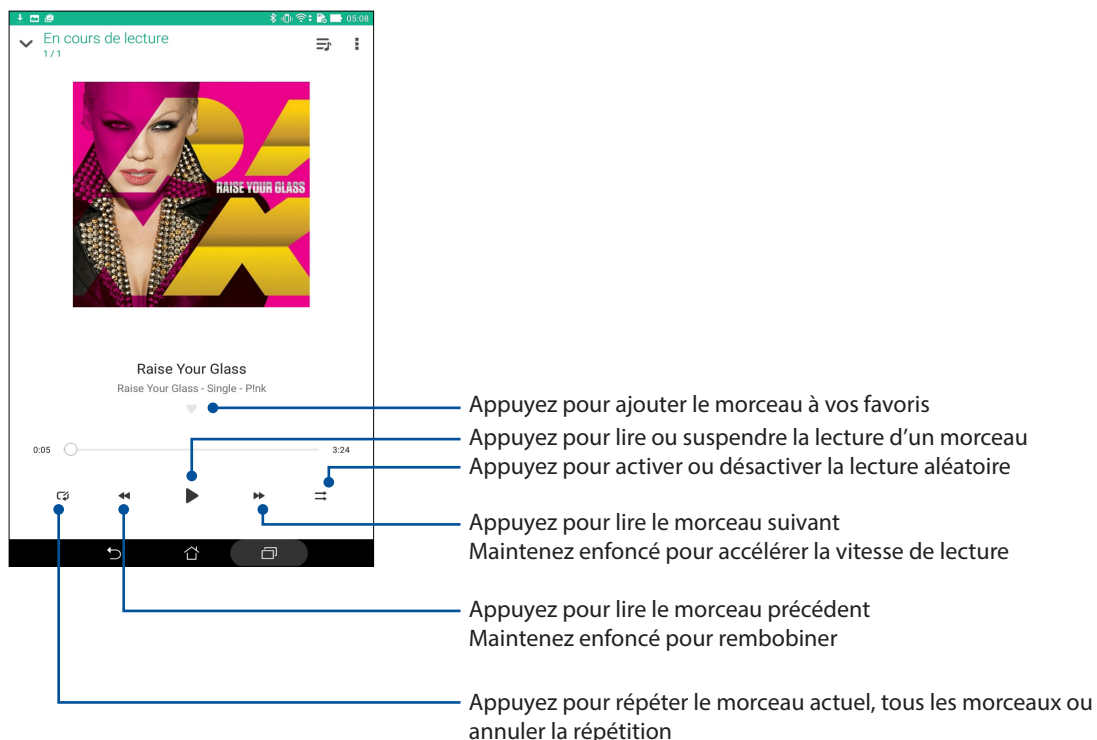 05:08
En cours de lecture
1 / 1
RAISE YOUR GLASS
Raise Your Glass
Raise Your Glass - Single - P!nk
Appuyez pour ajouter le morceau à vos favoris
Appuyez pour lire ou suspendre la lecture d’un morceau
0:05
3:24
Appuyez pour activer ou désactiver la lecture aléatoire
Appuyez pour lire le morceau suivant
Maintenez enfoncé pour accélérer la vitesse de lecture
Appuyez pour lire le morceau précédent
Maintenez enfoncé pour rembobiner
Appuyez pour répéter le morceau actuel, tous les morceaux ou
annuler la répétition